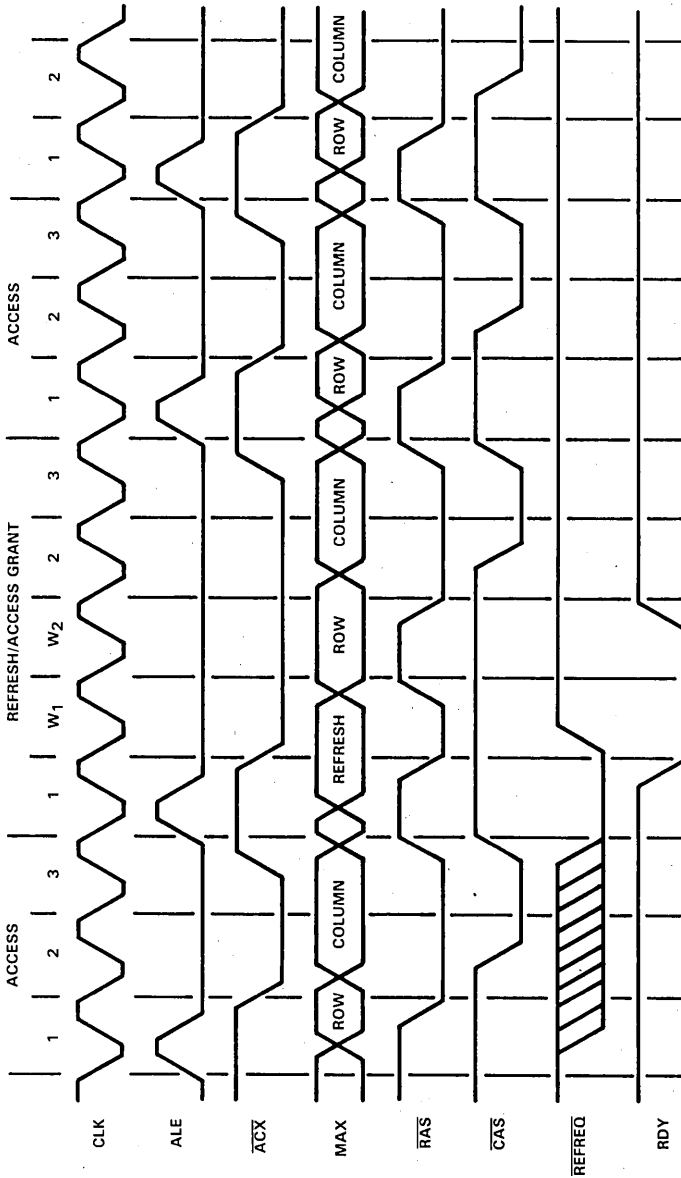 ACCESS REFRESH/ACCESS GRANT ACCESS
1 2 3 1 W1 W2 2 3 1 2 3 1 2
CLK
ALE
ACX
MAX ROW COLUMN REFRESH ROW COLUMN ROW COLUMN ROW COLUMN
RAS
CAS
REFREQ
RDY